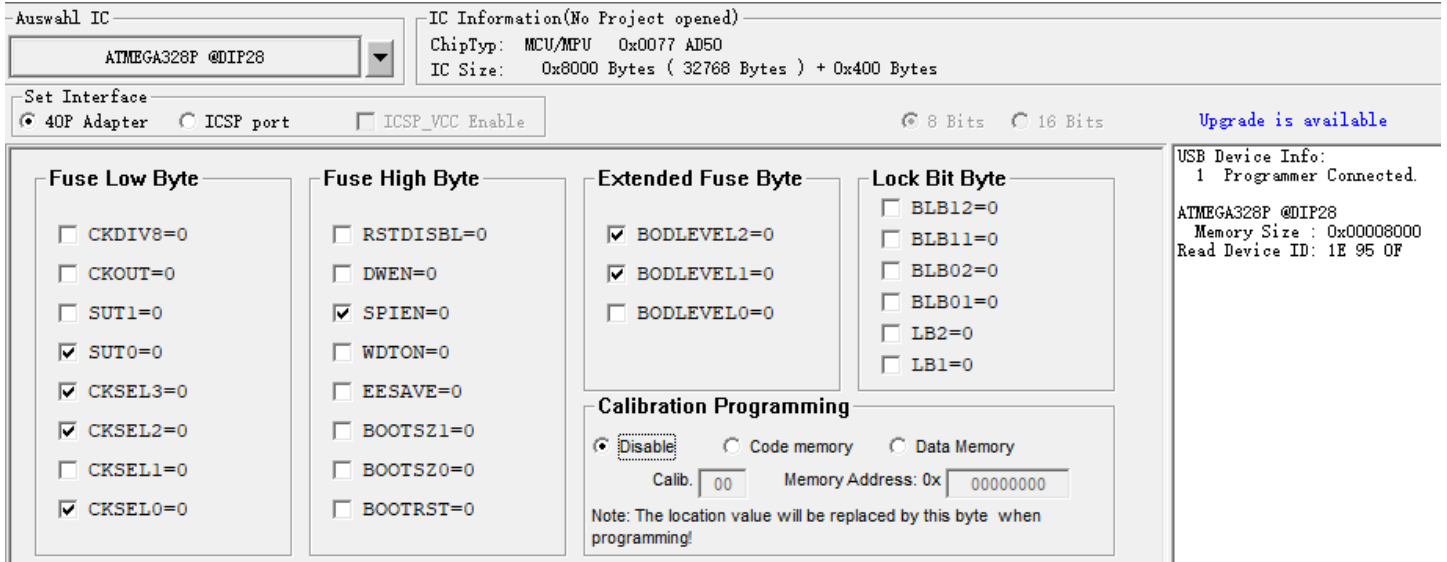 Auswahl IC
ATMEGA328P @DIP28
IC Information(No Project opened)
ChipTyp: MCU/MPU 0x0077 AD50
IC Size: 0x8000 Bytes ( 32768 Bytes ) + 0x400 Bytes
Set Interface
40P Adapter ICSP port ICSP_VCC Enable
8 Bits 16 Bits
Upgrade is available
Fuse Low Byte
CKDIV8=0
CKOUT=0
SUT1=0
SUT0=0
CKSEL3=0
CKSEL2=0
CKSEL1=0
CKSEL0=0
Fuse High Byte
RSTDISBL=0
DWEN=0
SPIEN=0
WDTON=0
EESAVE=0
BOOTSZ1=0
BOOTSZ0=0
BOOTRST=0
Extended Fuse Byte
BODLEVEL2=0
BODLEVEL1=0
BODLEVEL0=0
Lock Bit Byte
BLB12=0
BLB11=0
BLB02=0
BLB01=0
LB2=0
LB1=0
Calibration Programming
Disable Code memory Data Memory
Calib. 00 Memory Address: 0x 00000000
Note: The location value will be replaced by this byte when
programming!
USB Device Info:
1 Programmer Connected.
ATMEGA328P @DIP28
Memory Size : 0x00008000
Read Device ID: 1E 95 0F